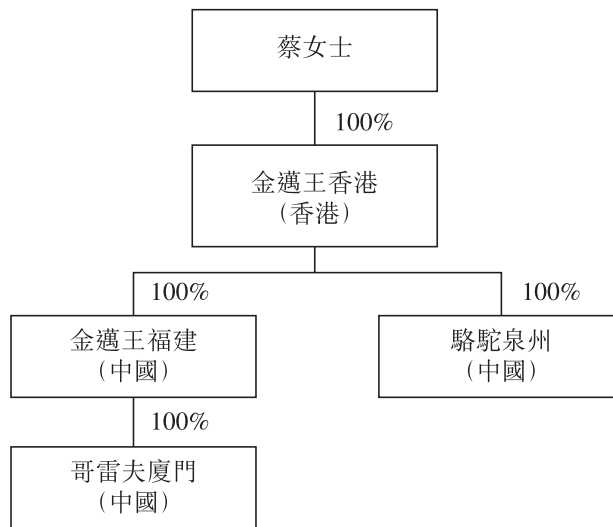 蔡女士
100%
金邁王香港
(香港)
100%
100%
金邁王福建
(中國)
駱駝泉州
(中國)
100%
哥雷夫廈門
(中國)